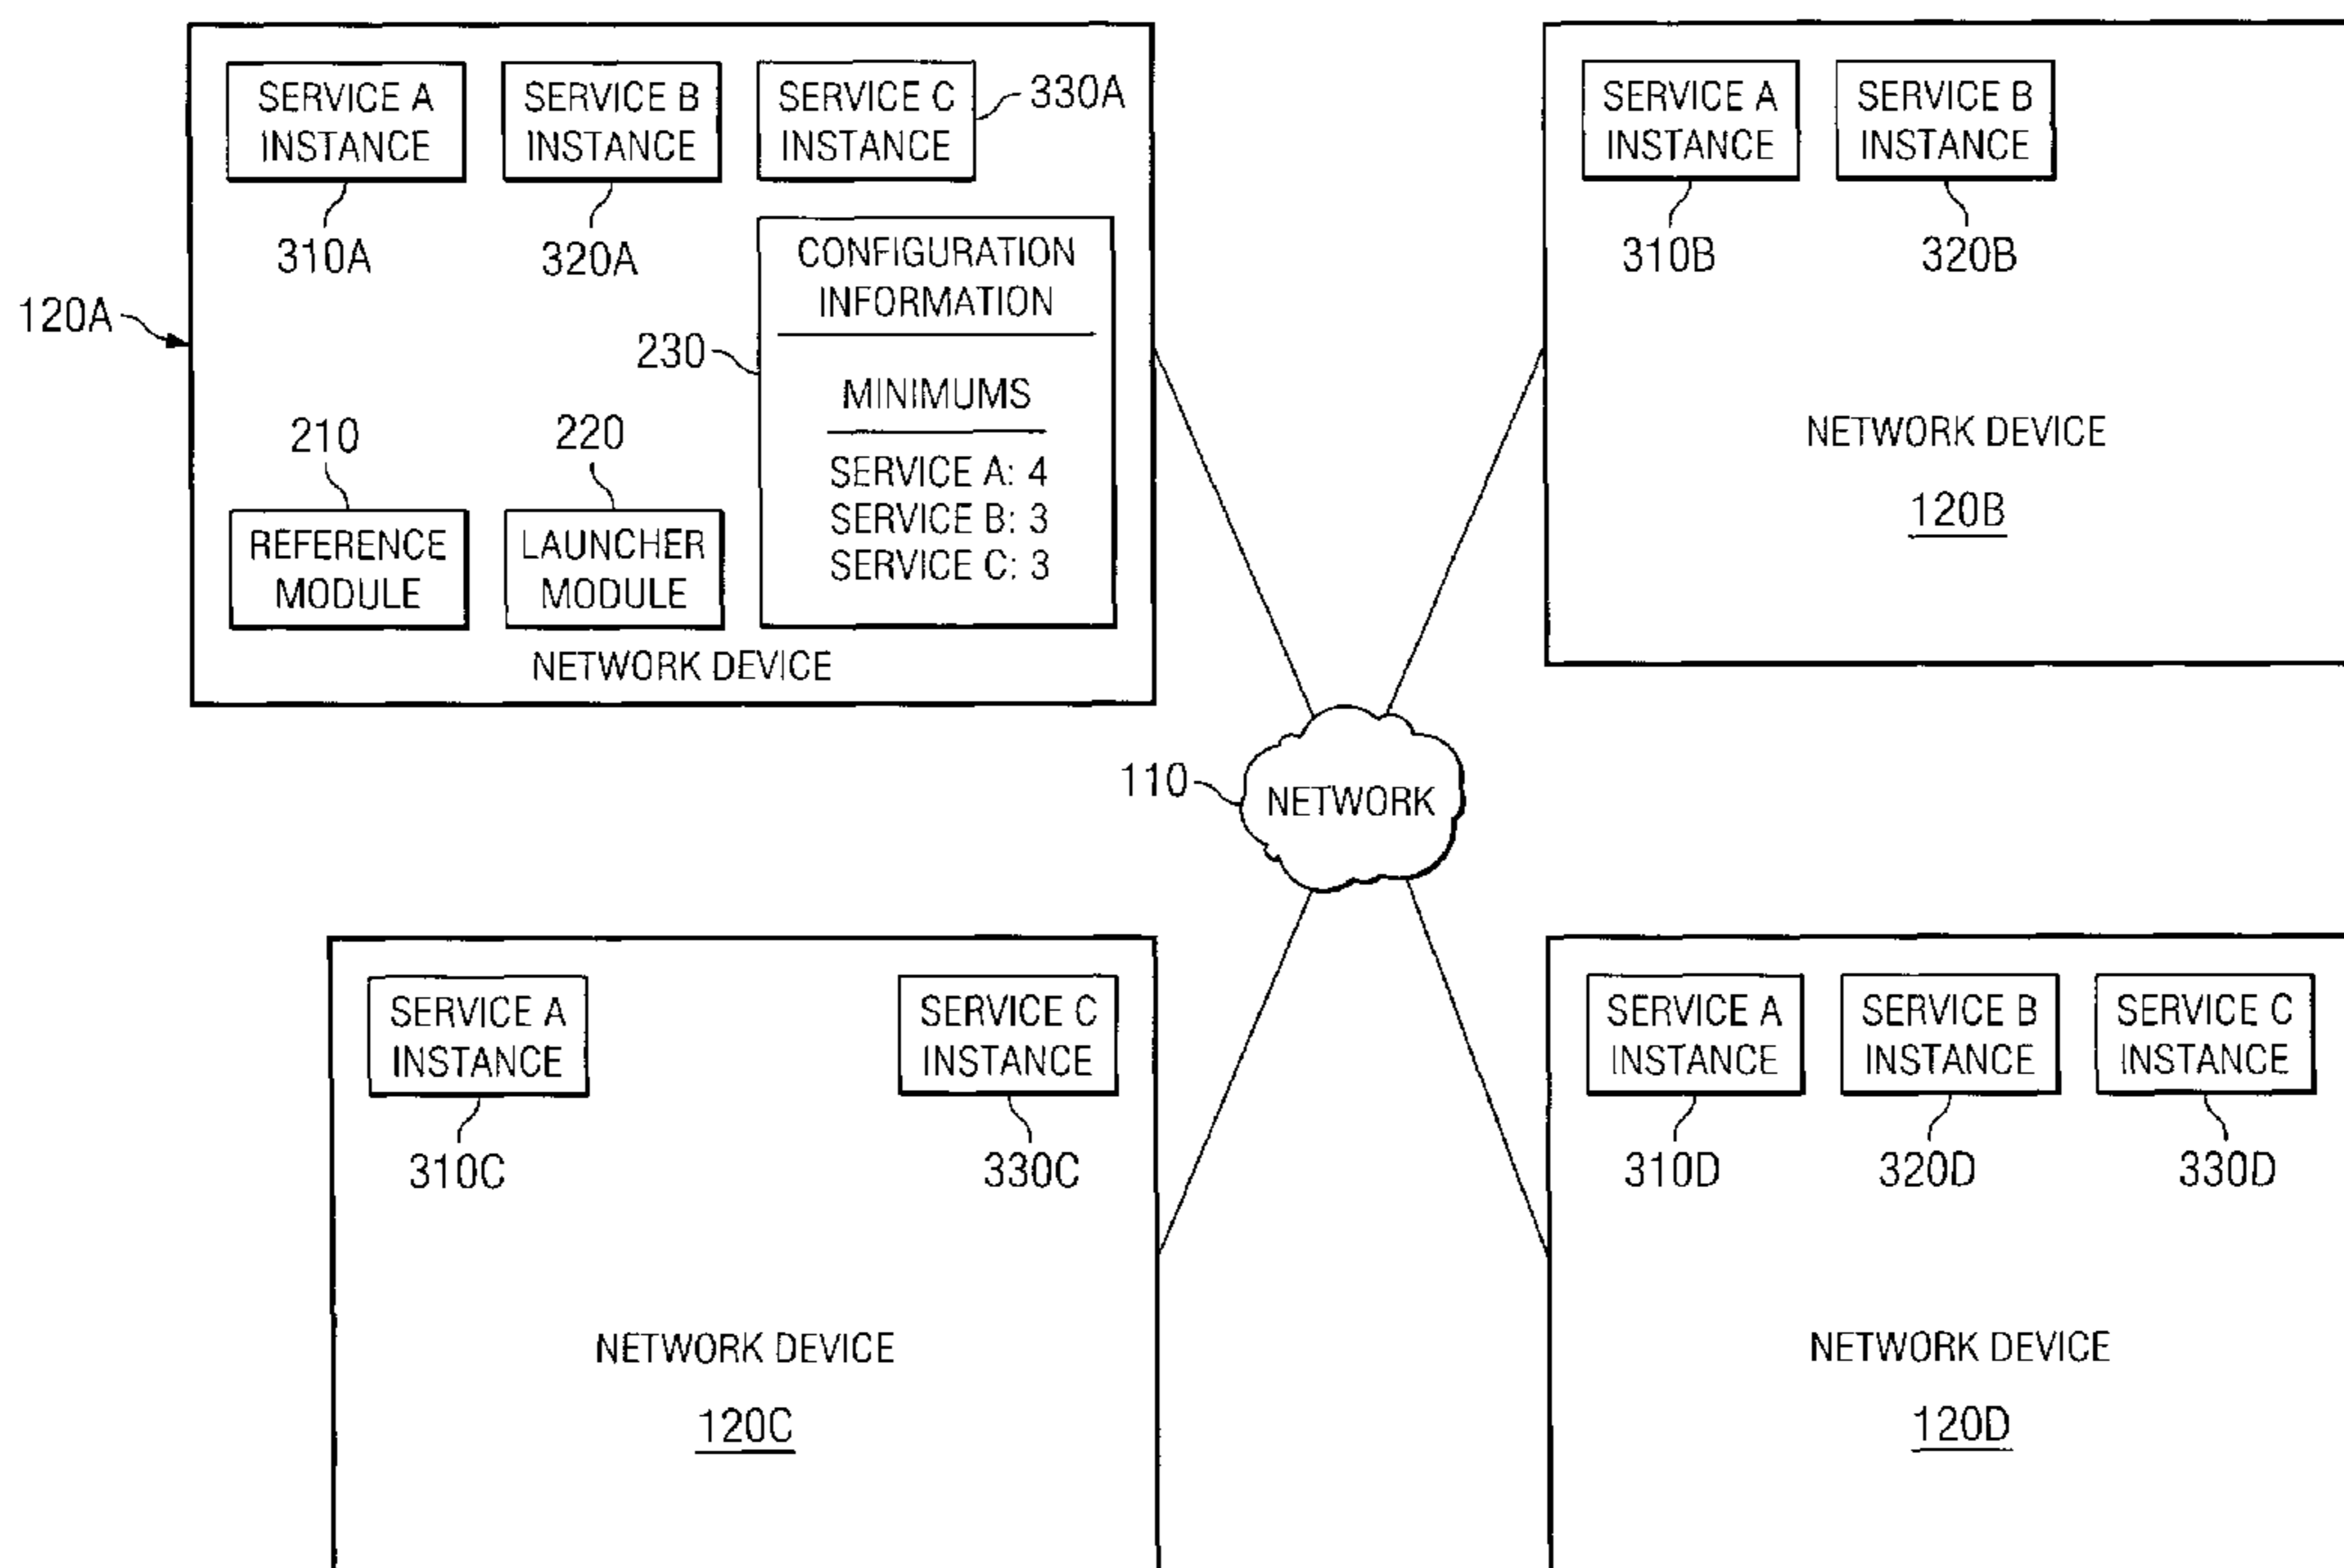 SERVICE A
INSTANCE
310A
SERVICE B
INSTANCE
320A
SERVICE C
INSTANCE
330A
120A
CONFIGURATION
INFORMATION
230
MINIMUMS
SERVICE A: 4
SERVICE B: 3
SERVICE C: 3
210
REFERENCE
MODULE
220
LAUNCHER
MODULE
NETWORK DEVICE
SERVICE A
INSTANCE
310B
SERVICE B
INSTANCE
320B
NETWORK DEVICE
120B
110
NETWORK
SERVICE A
INSTANCE
310C
SERVICE C
INSTANCE
330C
NETWORK DEVICE
120C
SERVICE A
INSTANCE
310D
SERVICE B
INSTANCE
320D
SERVICE C
INSTANCE
330D
NETWORK DEVICE
120D